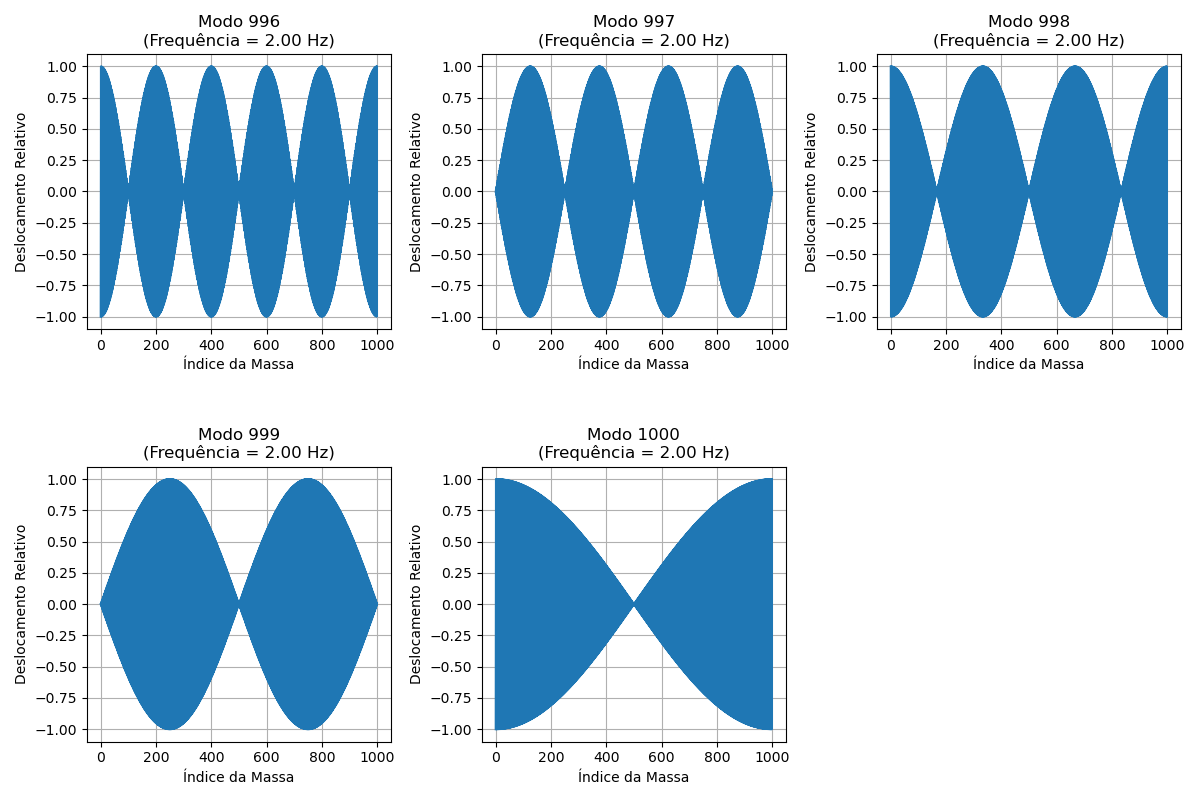 Modo 996
(Frequência = 2.00 Hz)
Deslocamento Relativo
1.00
0.75
0.50
0.25
0.00
−0.25
−0.50
−0.75
−1.00
0 200 400 600 800 1000
Índice da Massa
Modo 997
(Frequência = 2.00 Hz)
Deslocamento Relativo
1.00
0.75
0.50
0.25
0.00
−0.25
−0.50
−0.75
−1.00
0 200 400 600 800 1000
Índice da Massa
Modo 998
(Frequência = 2.00 Hz)
Deslocamento Relativo
1.00
0.75
0.50
0.25
0.00
−0.25
−0.50
−0.75
−1.00
0 200 400 600 800 1000
Índice da Massa
Modo 999
(Frequência = 2.00 Hz)
Deslocamento Relativo
1.00
0.75
0.50
0.25
0.00
−0.25
−0.50
−0.75
−1.00
0 200 400 600 800 1000
Índice da Massa
Modo 1000
(Frequência = 2.00 Hz)
Deslocamento Relativo
1.00
0.75
0.50
0.25
0.00
−0.25
−0.50
−0.75
−1.00
0 200 400 600 800 1000
Índice da Massa